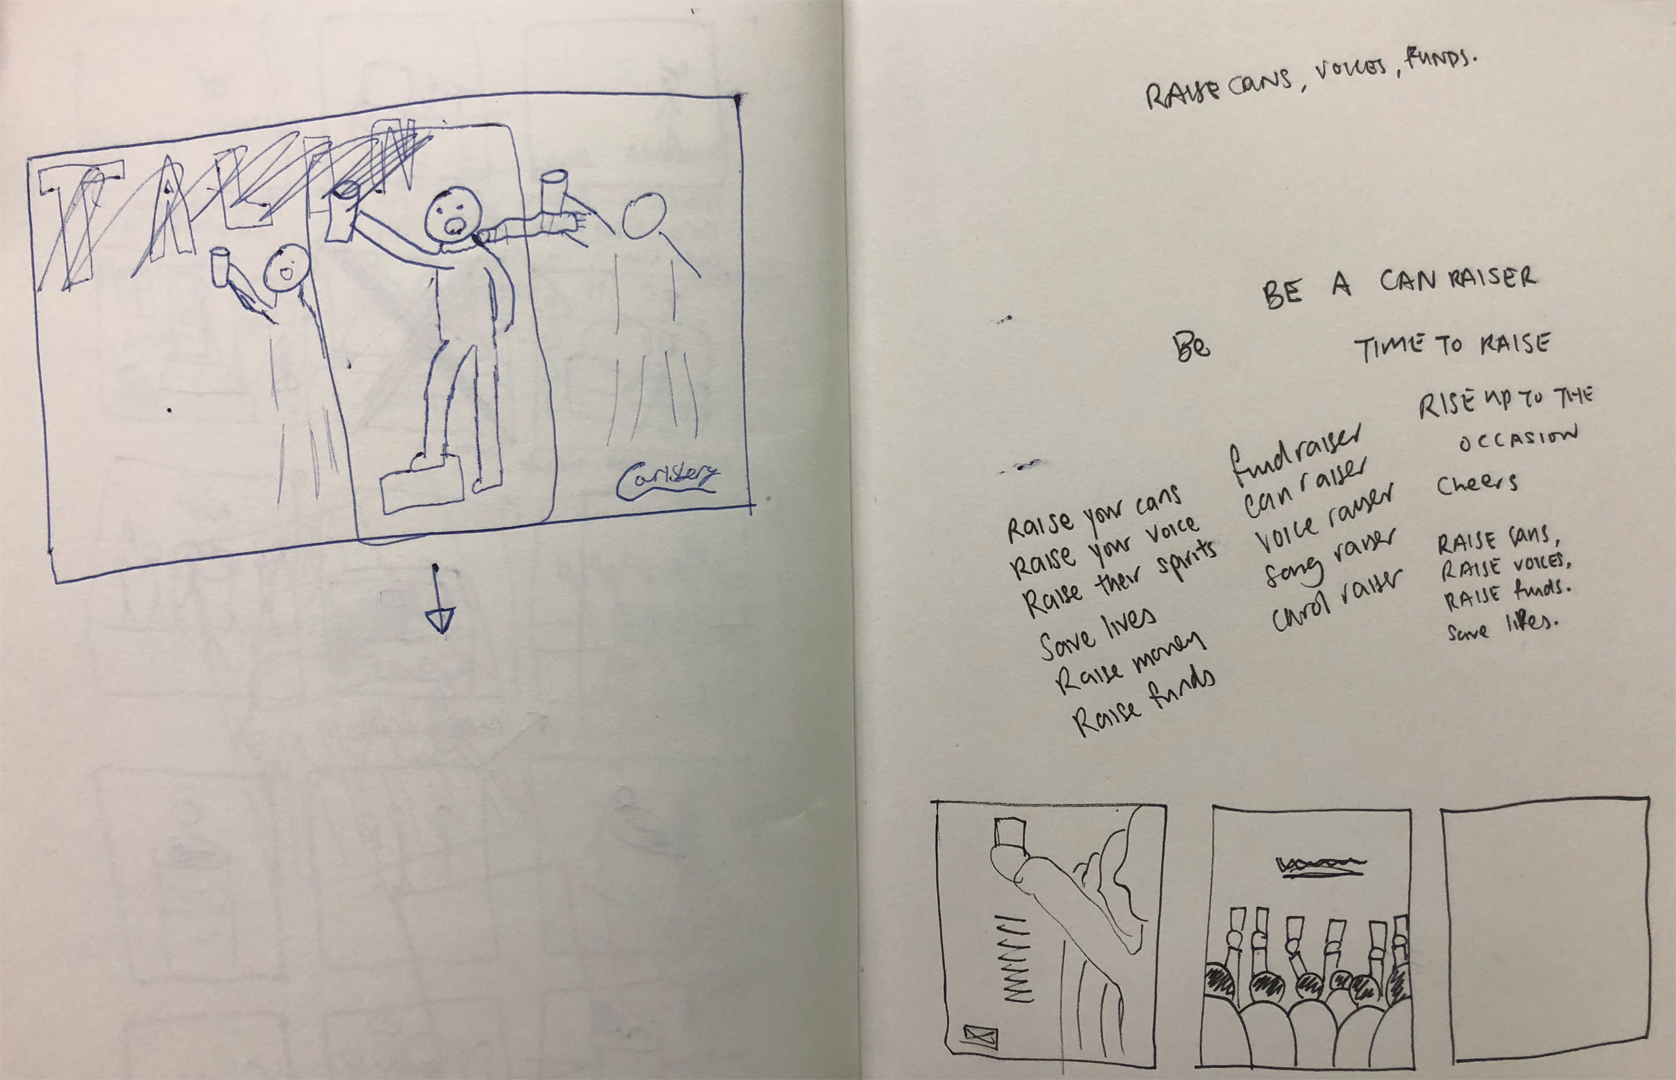 TALLIN
Carlsberg
RAISE CANS, VOICES, FUNDS.
BE A CAN RAISER
Be
TIME TO RAISE
RISE UP TO THE
OCCASION
Cheers
Raise your cans
Raise your voice
Raise their spirits
Save lives
Raise money
Raise funds
fundraiser
can raiser
voice raiser
song raiser
carol raiser
RAISE cans,
RAISE voices,
RAISE funds.
Save lives.